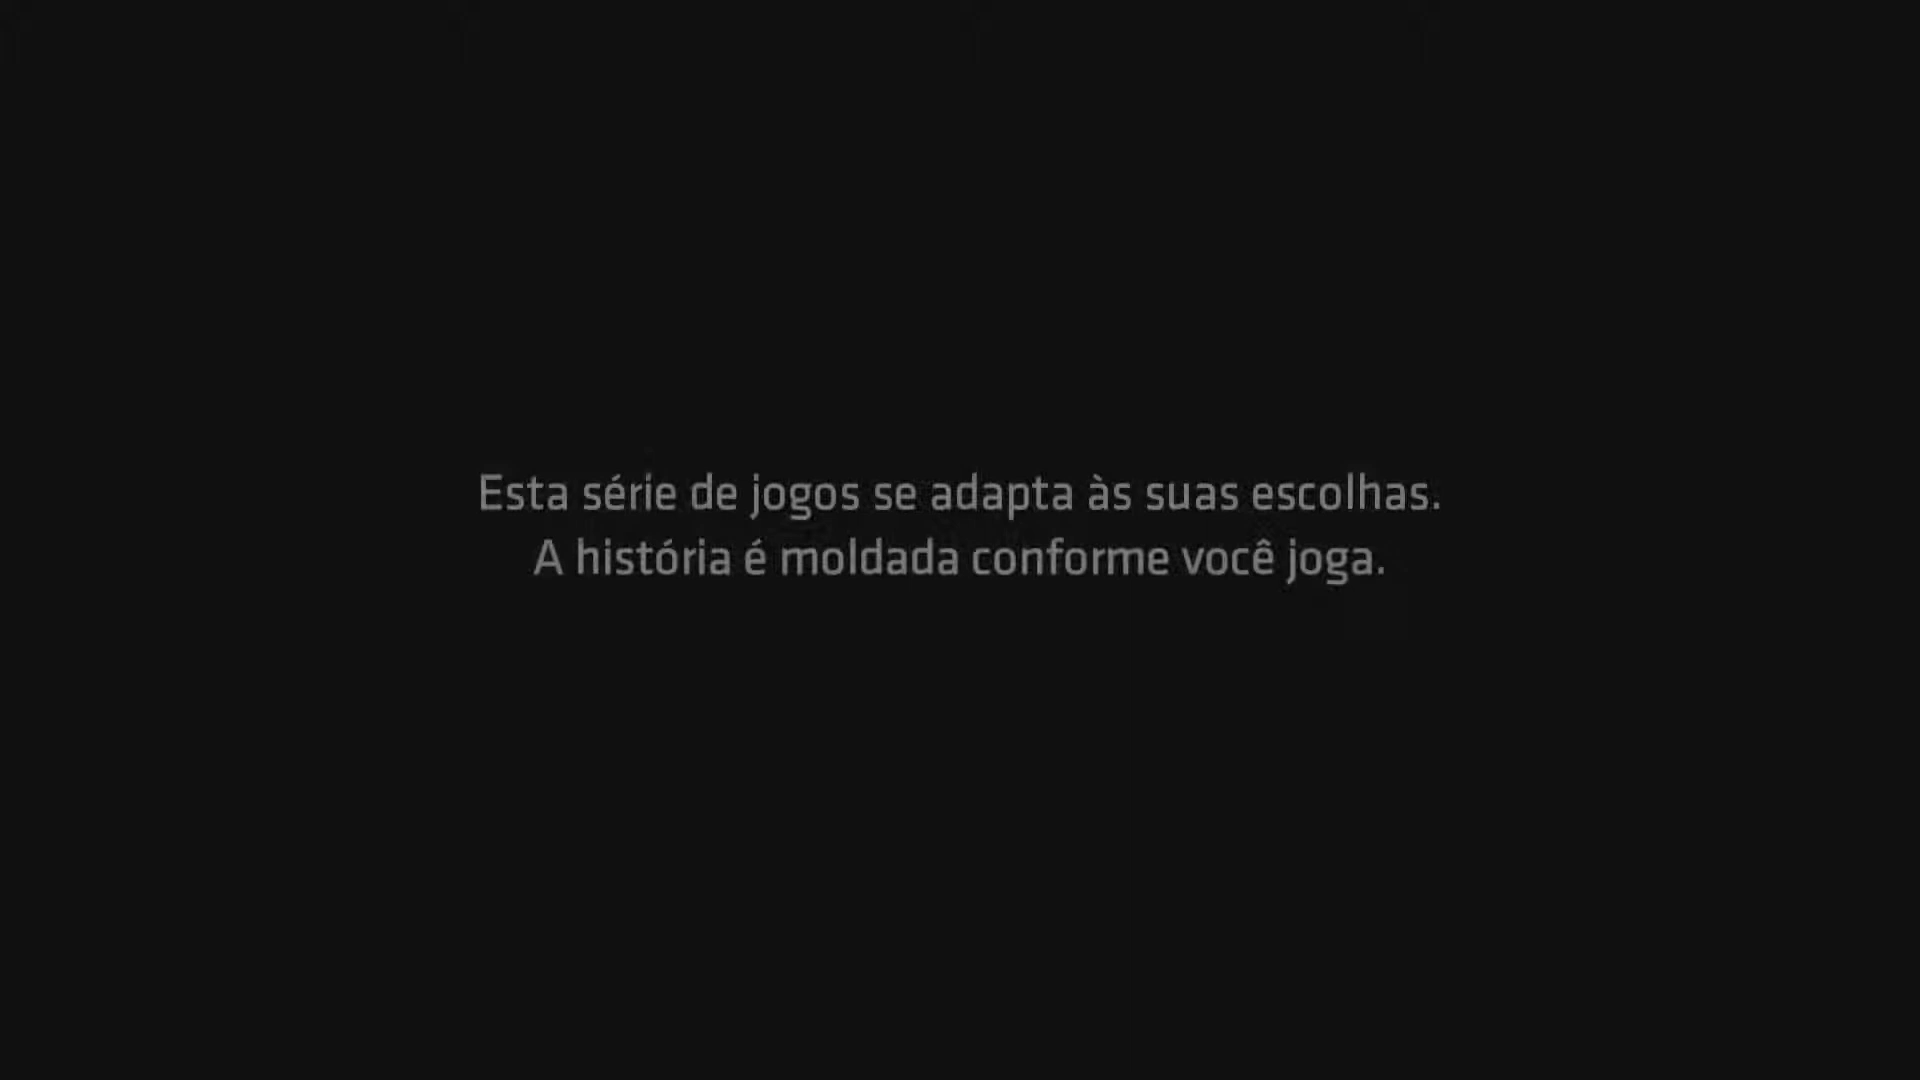 Esta série de jogos se adapta às suas escolhas.
A história é moldada conforme você joga.